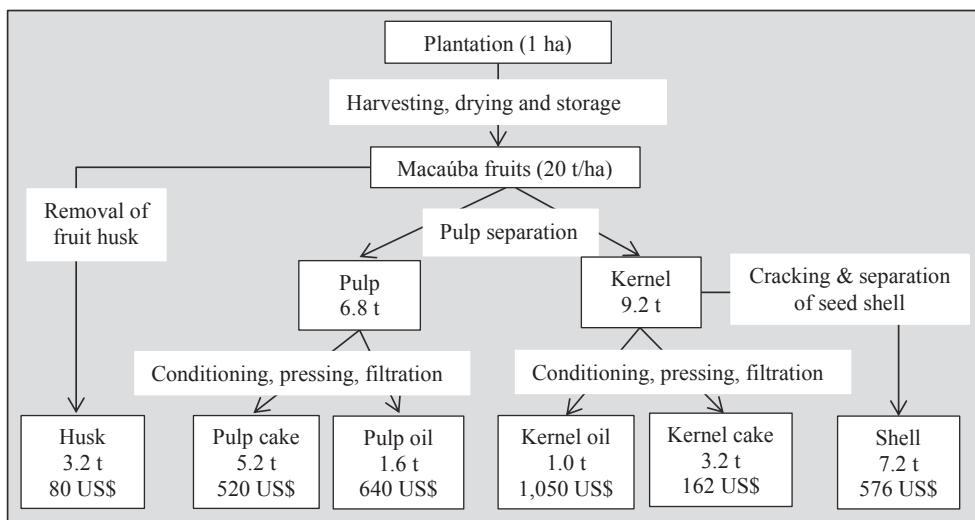 Plantation (1 ha)
Harvesting, drying and storage
Macaúba fruits (20 t/ha)
Removal of
fruit husk
Pulp separation
Pulp
6.8 t
Kernel
9.2 t
Cracking & separation
of seed shell
Conditioning, pressing, filtration
Conditioning, pressing, filtration
Husk
3.2 t
80 US$
Pulp cake
5.2 t
520 US$
Pulp oil
1.6 t
640 US$
Kernel oil
1.0 t
1,050 US$
Kernel cake
3.2 t
162 US$
Shell
7.2 t
576 US$